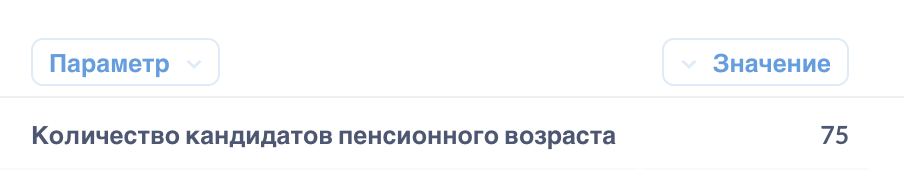 Параметр
Значение
Количество кандидатов пенсионного возраста 75